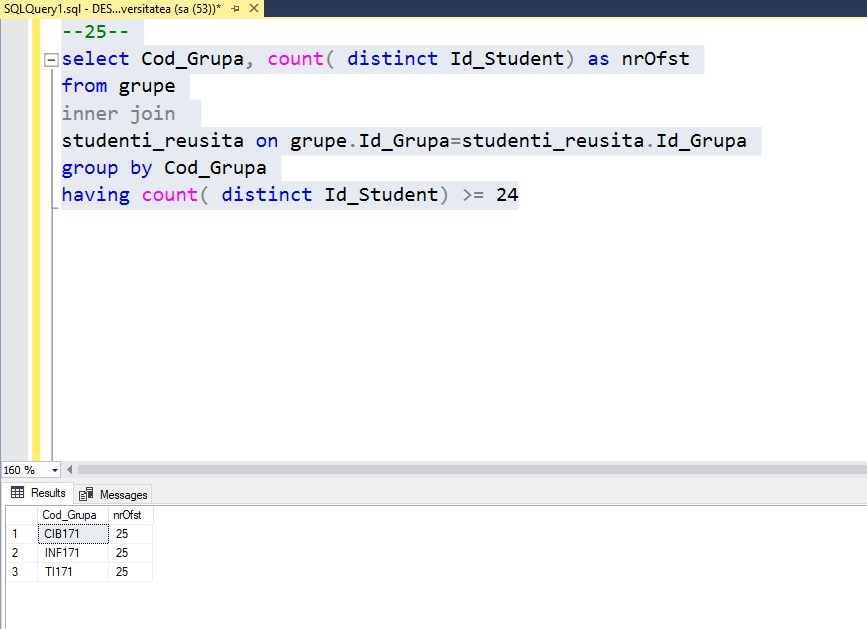 SQLQuery1.sql - DES...versitatea (sa (53))*
--25--
select Cod_Grupa, count( distinct Id_Student) as nrOfst
from grupe
inner join
studenti_reusita on grupe.Id_Grupa=studenti_reusita.Id_Grupa
group by Cod_Grupa
having count( distinct Id_Student) >= 24
160 %
Results Messages
Cod_Grupa nrOfst
1 CIB171 25
2 INF171 25
3 TI171 25